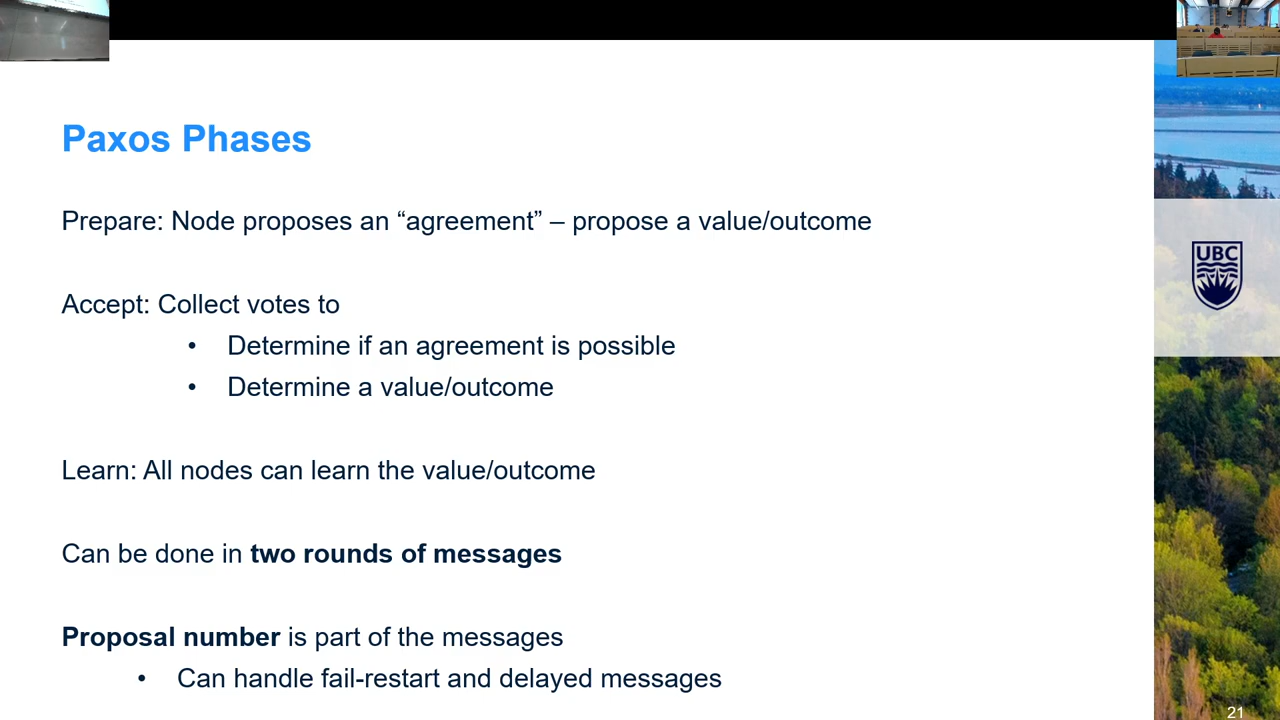 Paxos Phases
Prepare: Node proposes an “agreement” – propose a value/outcome
Accept: Collect votes to
• Determine if an agreement is possible
• Determine a value/outcome
Learn: All nodes can learn the value/outcome
Can be done in two rounds of messages
Proposal number is part of the messages
• Can handle fail-restart and delayed messages
UBC
21